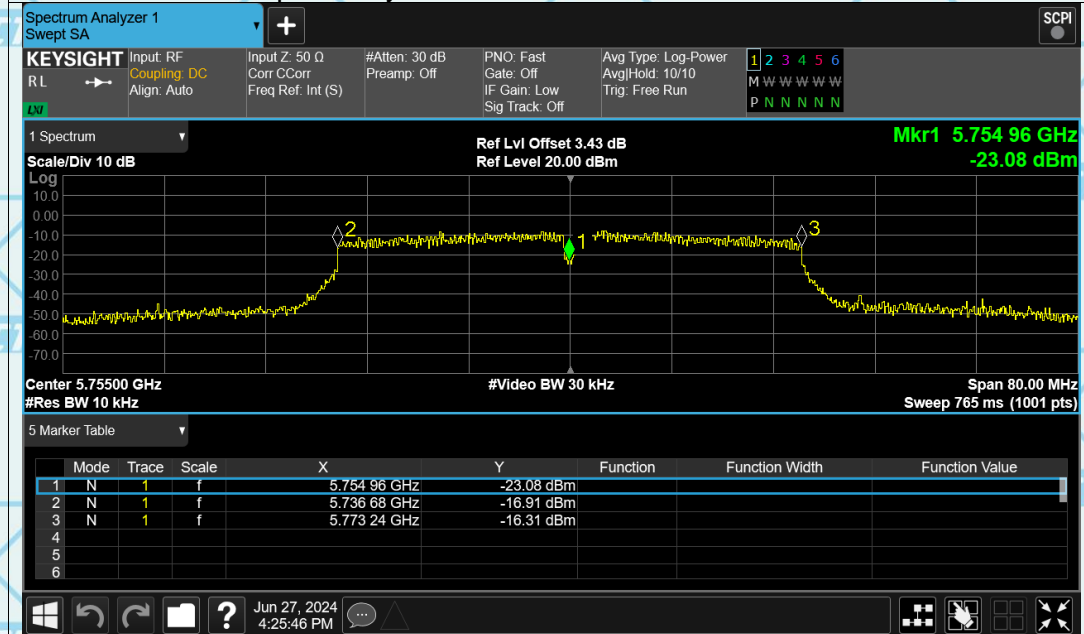 Spectrum Analyzer 1
Swept SA
+
SCPI
KEYSIGHT
RL
LXI
Input: RF
Coupling: DC
Align: Auto
Input Z: 50 Ω
Corr CCorr
Freq Ref: Int (S)
#Atten: 30 dB
Preamp: Off
PNO: Fast
Gate: Off
IF Gain: Low
Sig Track: Off
Avg Type: Log-Power
Avg|Hold: 10/10
Trig: Free Run
1 2 3 4 5 6
M W W W W W
P N N N N N
1 Spectrum
Scale/Div 10 dB
Ref Lvl Offset 3.43 dB
Ref Level 20.00 dBm
Mkr1 5.754 96 GHz
-23.08 dBm
Log
10.0
0.00
-10.0
-20.0
-30.0
-40.0
-50.0
-60.0
-70.0
2
1
3
Center 5.75500 GHz
#Res BW 10 kHz
#Video BW 30 kHz
Span 80.00 MHz
Sweep 765 ms (1001 pts)
5 Marker Table
Mode Trace Scale X Y Function Function Width Function Value
1 N 1 f 5.754 96 GHz -23.08 dBm
2 N 1 f 5.736 68 GHz -16.91 dBm
3 N 1 f 5.773 24 GHz -16.31 dBm
4
5
6
?
Jun 27, 2024
4:25:46 PM